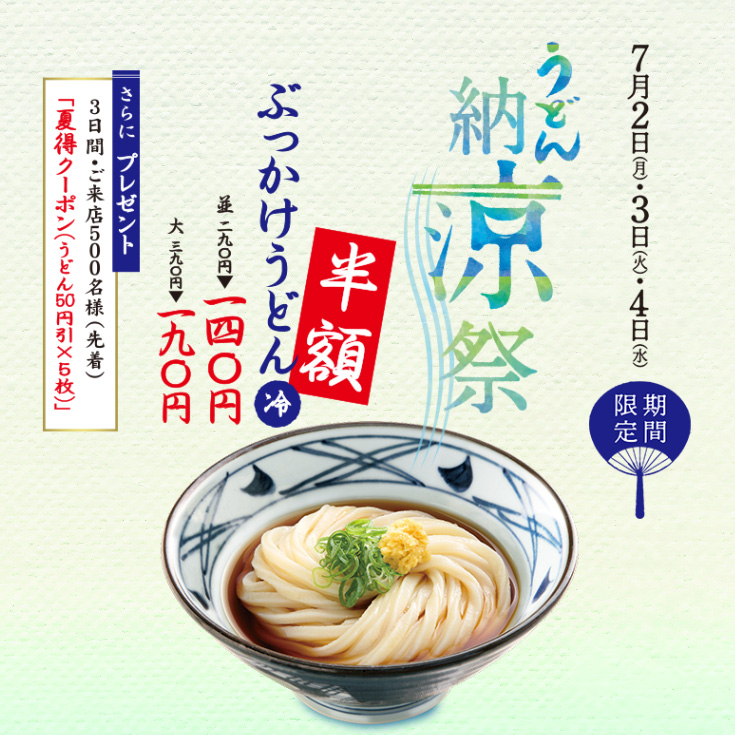 7月2日(月)・3日(火)・4日(水)
期間
限定
うどん
納涼祭
半額
ぶっかけうどん 冷
並 二九〇円▼一四〇円
大 三九〇円▼一九〇円
さらに プレゼント
3日間・ご来店500名様(先着)
「夏得クーポン(うどん50円引×5枚)」